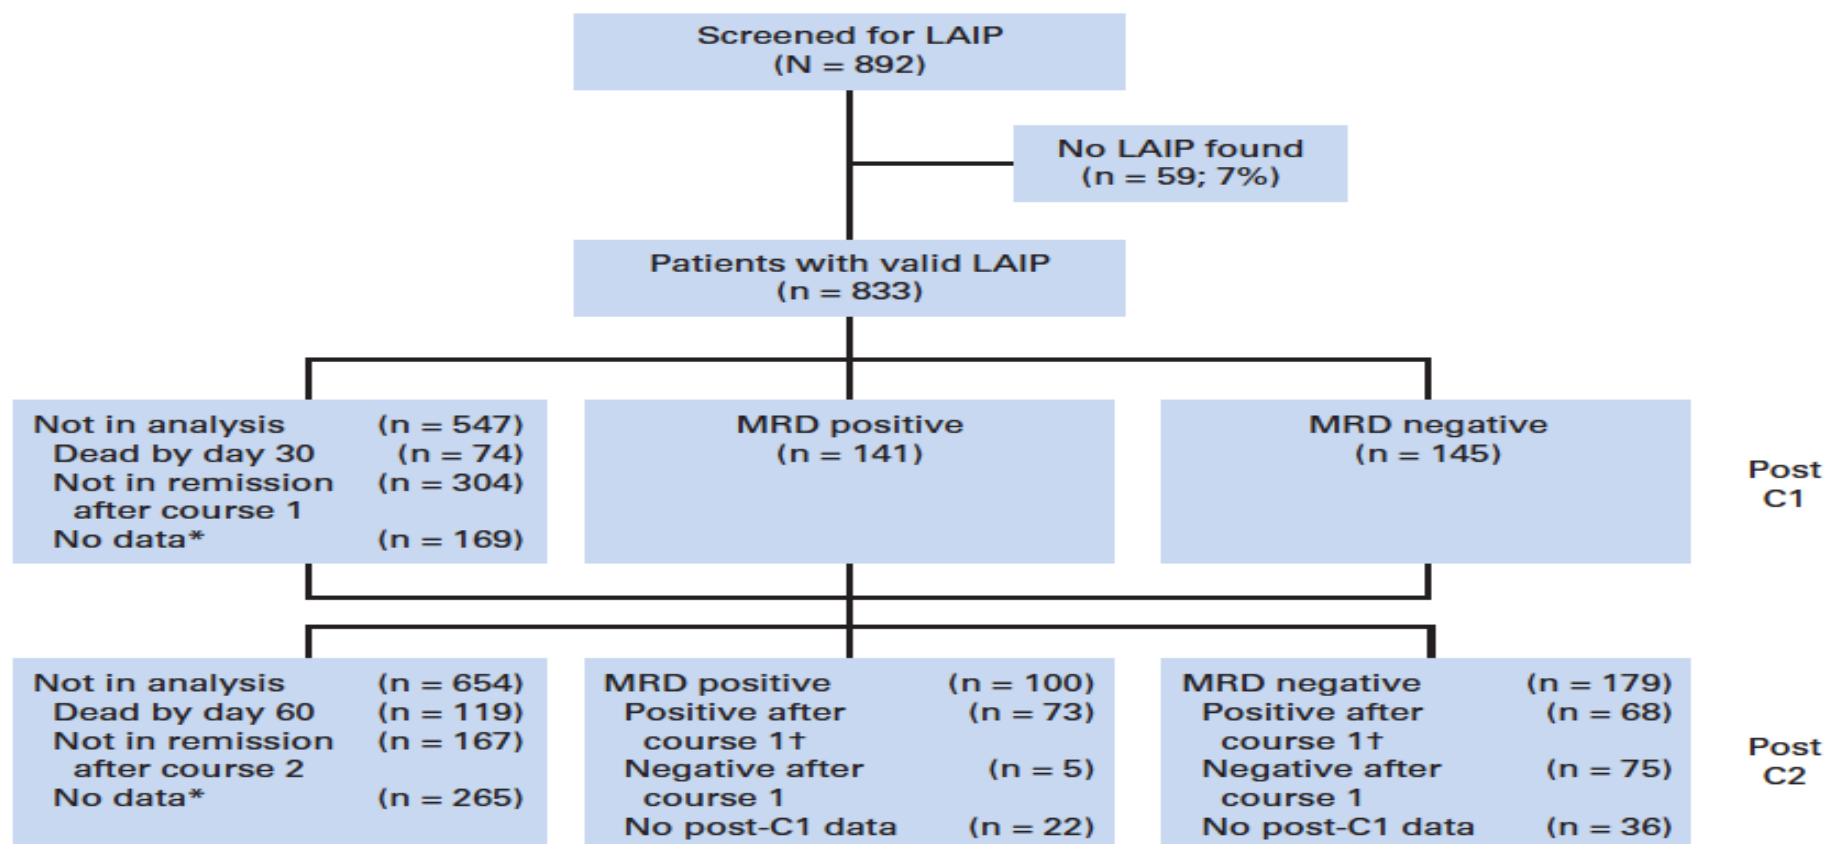 Screened for LAIP
(N = 892)
No LAIP found
(n = 59; 7%)
Patients with valid LAIP
(n = 833)
Not in analysis (n = 547)
Dead by day 30 (n = 74)
Not in remission (n = 304)
after course 1
No data* (n = 169)
MRD positive
(n = 141)
MRD negative
(n = 145)
Post
C1
Not in analysis (n = 654)
Dead by day 60 (n = 119)
Not in remission (n = 167)
after course 2
No data* (n = 265)
MRD positive (n = 100)
Positive after (n = 73)
course 1†
Negative after (n = 5)
course 1
No post-C1 data (n = 22)
MRD negative (n = 179)
Positive after (n = 68)
course 1†
Negative after (n = 75)
course 1
No post-C1 data (n = 36)
Post
C2